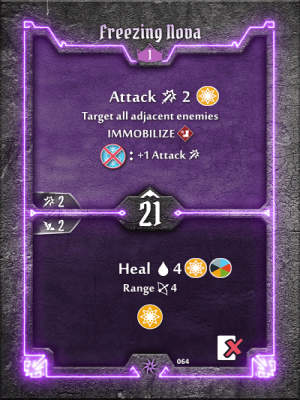 Freezing Nova
1
Attack 2
Target all adjacent enemies
IMMOBILIZE
: +1 Attack
2
21
2
Heal 4
Range 4
064